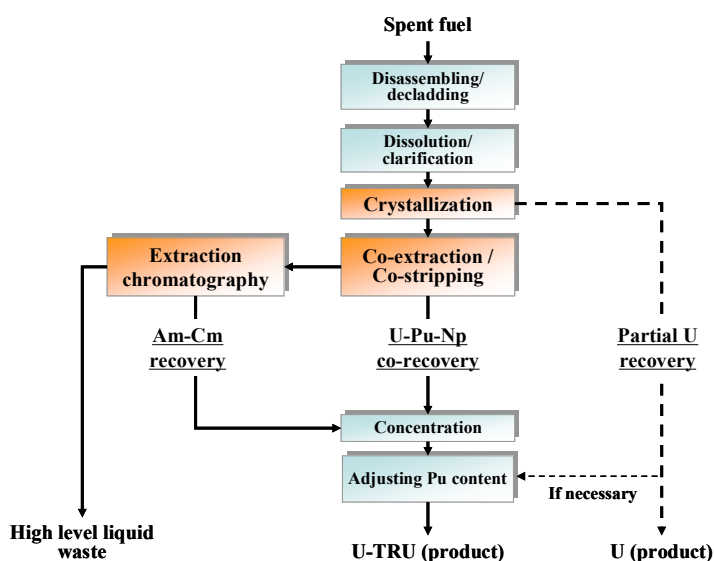 Spent fuel
Disassembling/
decladding
Dissolution/
clarification
Crystallization
Extraction
chromatography
Co-extraction /
Co-stripping
Am-Cm
recovery
U-Pu-Np
co-recovery
Partial U
recovery
Concentration
Adjusting Pu content
If necessary
High level liquid
waste
U-TRU (product)
U (product)